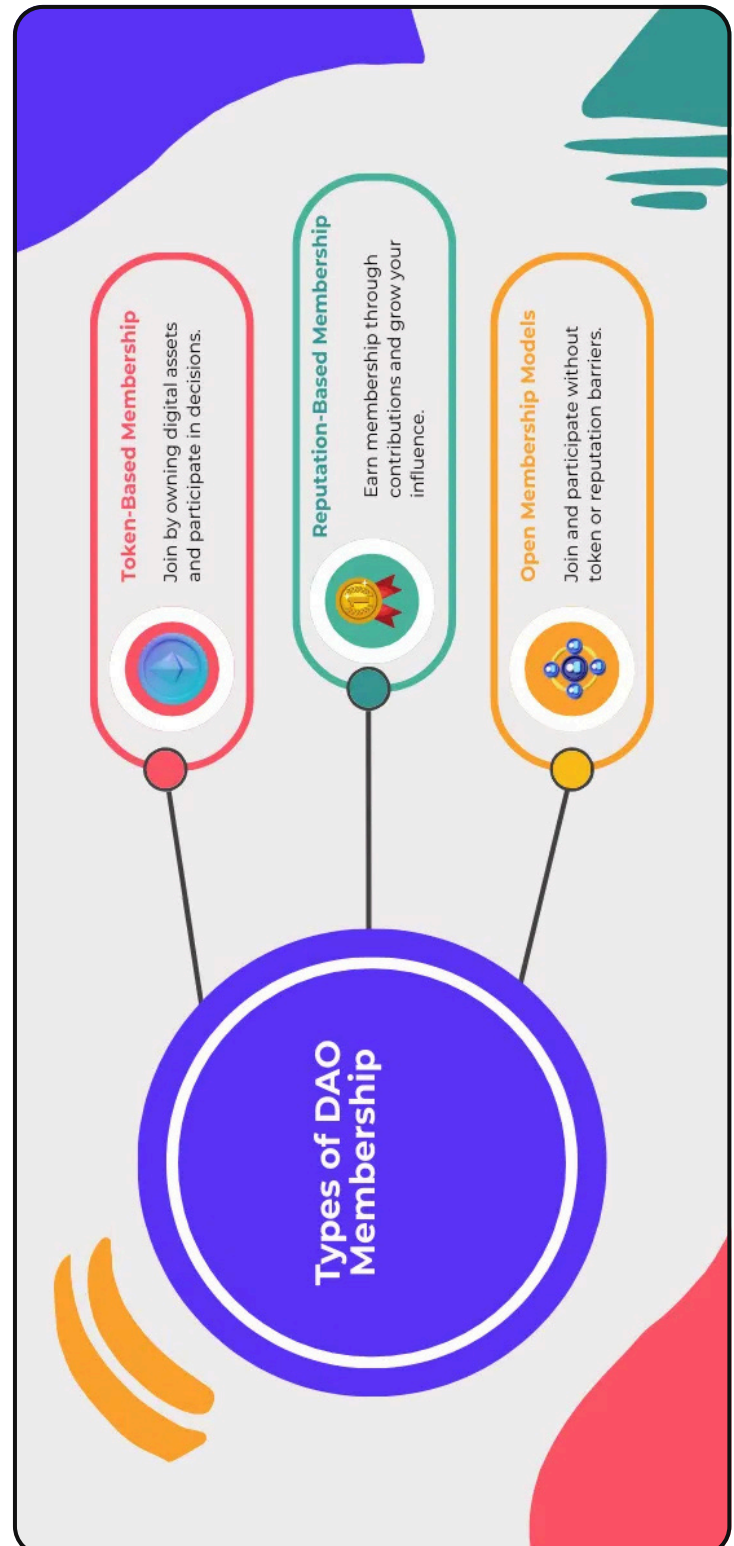 Types of DAO
Membership
Token-Based Membership
Join by owning digital assets
and participate in decisions.
Reputation-Based Membership
Earn membership through
contributions and grow your
influence.
Open Membership Models
Join and participate without
token or reputation barriers.